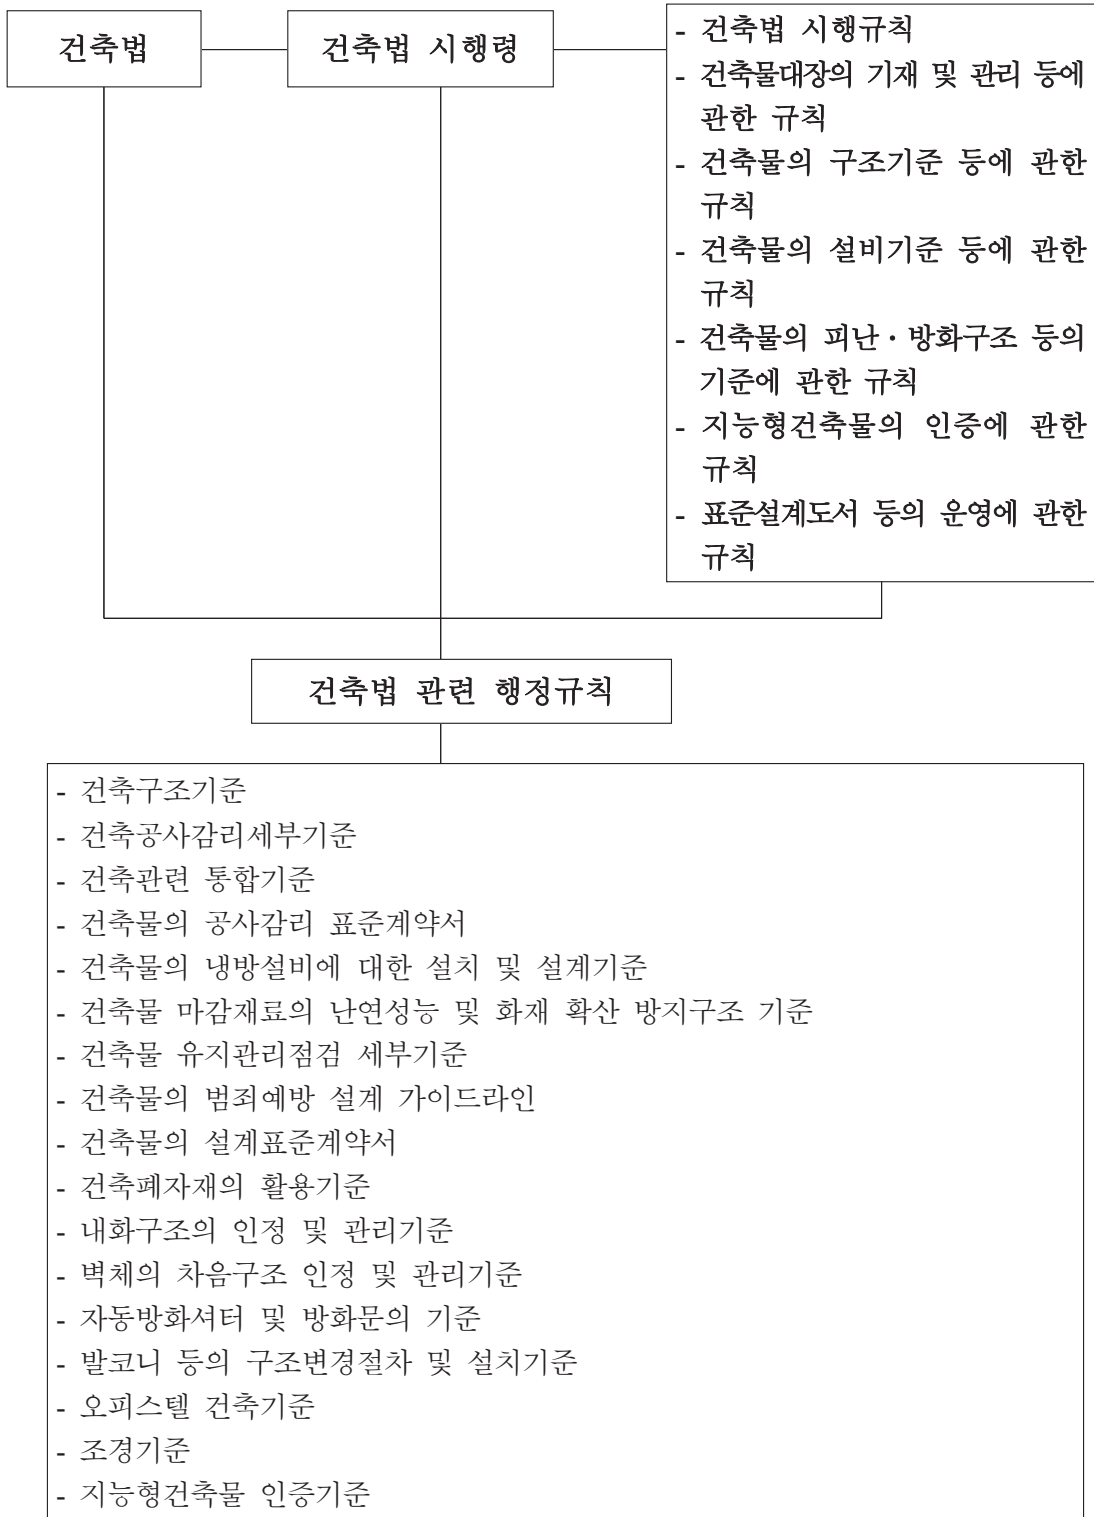 건축법
건축법 시행령
- 건축법 시행규칙
- 건축물대장의 기재 및 관리 등에
관한 규칙
- 건축물의 구조기준 등에 관한
규칙
- 건축물의 설비기준 등에 관한
규칙
- 건축물의 피난·방화구조 등의
기준에 관한 규칙
- 지능형건축물의 인증에 관한
규칙
- 표준설계도서 등의 운영에 관한
규칙
건축법 관련 행정규칙
- 건축구조기준
- 건축공사감리세부기준
- 건축관련 통합기준
- 건축물의 공사감리 표준계약서
- 건축물의 냉방설비에 대한 설치 및 설계기준
- 건축물 마감재료의 난연성능 및 화재 확산 방지구조 기준
- 건축물 유지관리점검 세부기준
- 건축물의 범죄예방 설계 가이드라인
- 건축물의 설계표준계약서
- 건축폐자재의 활용기준
- 내화구조의 인정 및 관리기준
- 벽체의 차음구조 인정 및 관리기준
- 자동방화셔터 및 방화문의 기준
- 발코니 등의 구조변경절차 및 설치기준
- 오피스텔 건축기준
- 조경기준
- 지능형건축물 인증기준